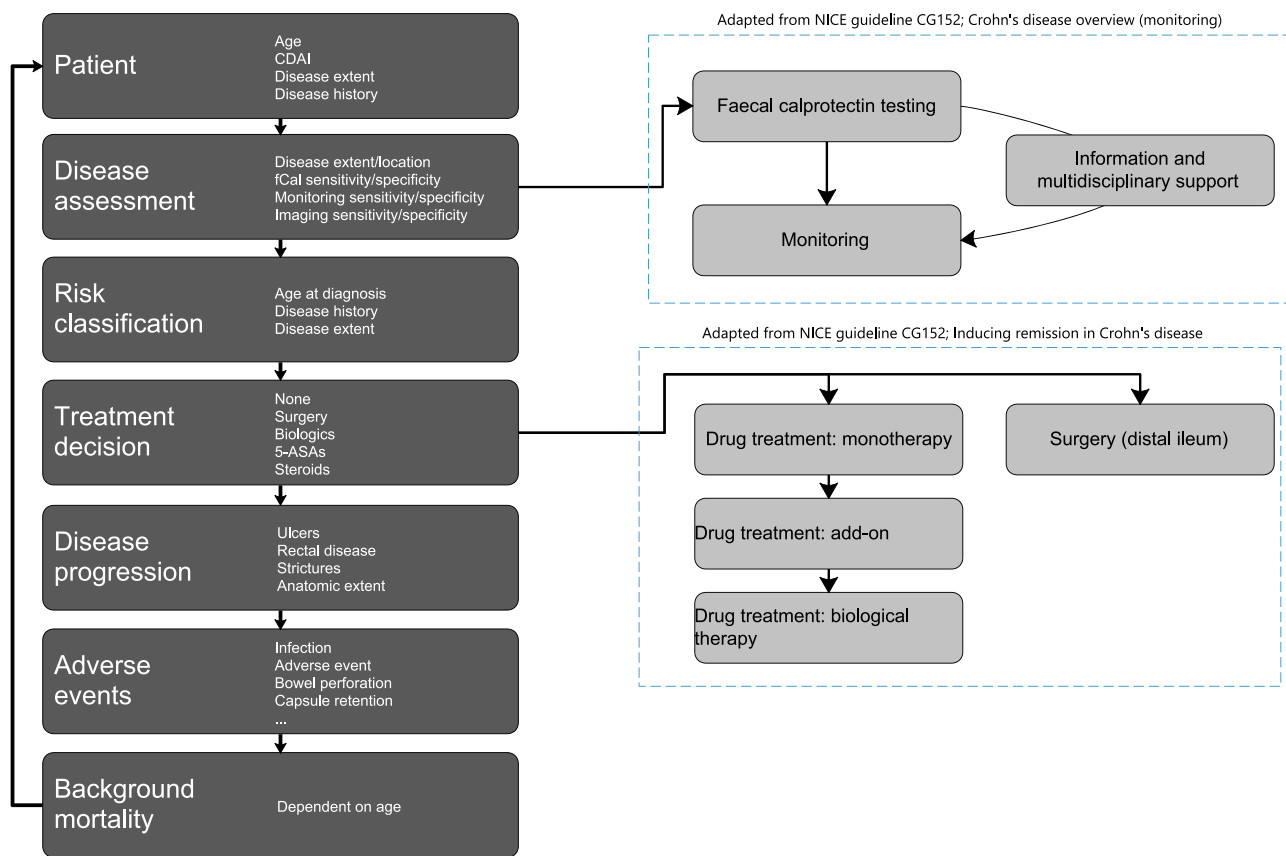 Patient
Age
CDAI
Disease extent
Disease history
Disease
assessment
Disease extent/location
fCal sensitivity/specificity
Monitoring sensitivity/specificity
Imaging sensitivity/specificity
Risk
classification
Age at diagnosis
Disease history
Disease extent
Treatment
decision
None
Surgery
Biologics
5-ASAs
Steroids
Disease
progression
Ulcers
Rectal disease
Strictures
Anatomic extent
Adverse
events
Infection
Adverse event
Bowel perforation
Capsule retention
...
Background
mortality
Dependent on age
Adapted from NICE guideline CG152; Crohn's disease overview (monitoring)
Faecal calprotectin testing
Information and
multidisciplinary support
Monitoring
Adapted from NICE guideline CG152; Inducing remission in Crohn's disease
Drug treatment: monotherapy
Surgery (distal ileum)
Drug treatment: add-on
Drug treatment: biological
therapy